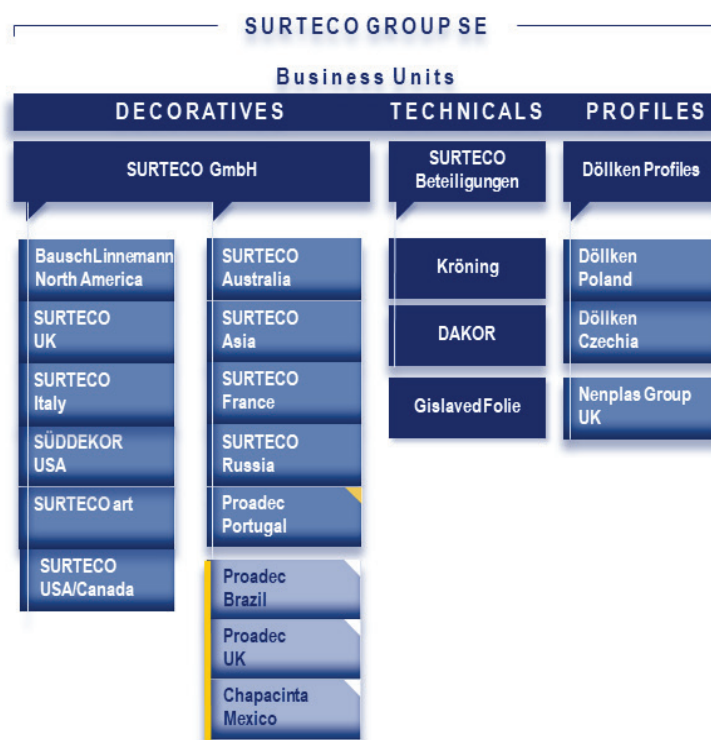 SURTECO GROUP SE
Business Units
DECORATIVES
TECHNICALS
PROFILES
SURTECO GmbH
SURTECO
Beteiligungen
Döllken Profiles
BauschLinnemann
North America
SURTECO
UK
SURTECO
Italy
SÜDDEKOR
USA
SURTECO art
SURTECO
USA/Canada
SURTECO
Australia
SURTECO
Asia
SURTECO
France
SURTECO
Russia
Proadec
Portugal
Proadec
Brazil
Proadec
UK
Chapacinta
Mexico
Kröning
DAKOR
Gislaved Folie
Döllken
Poland
Döllken
Czechia
Nenplas Group
UK